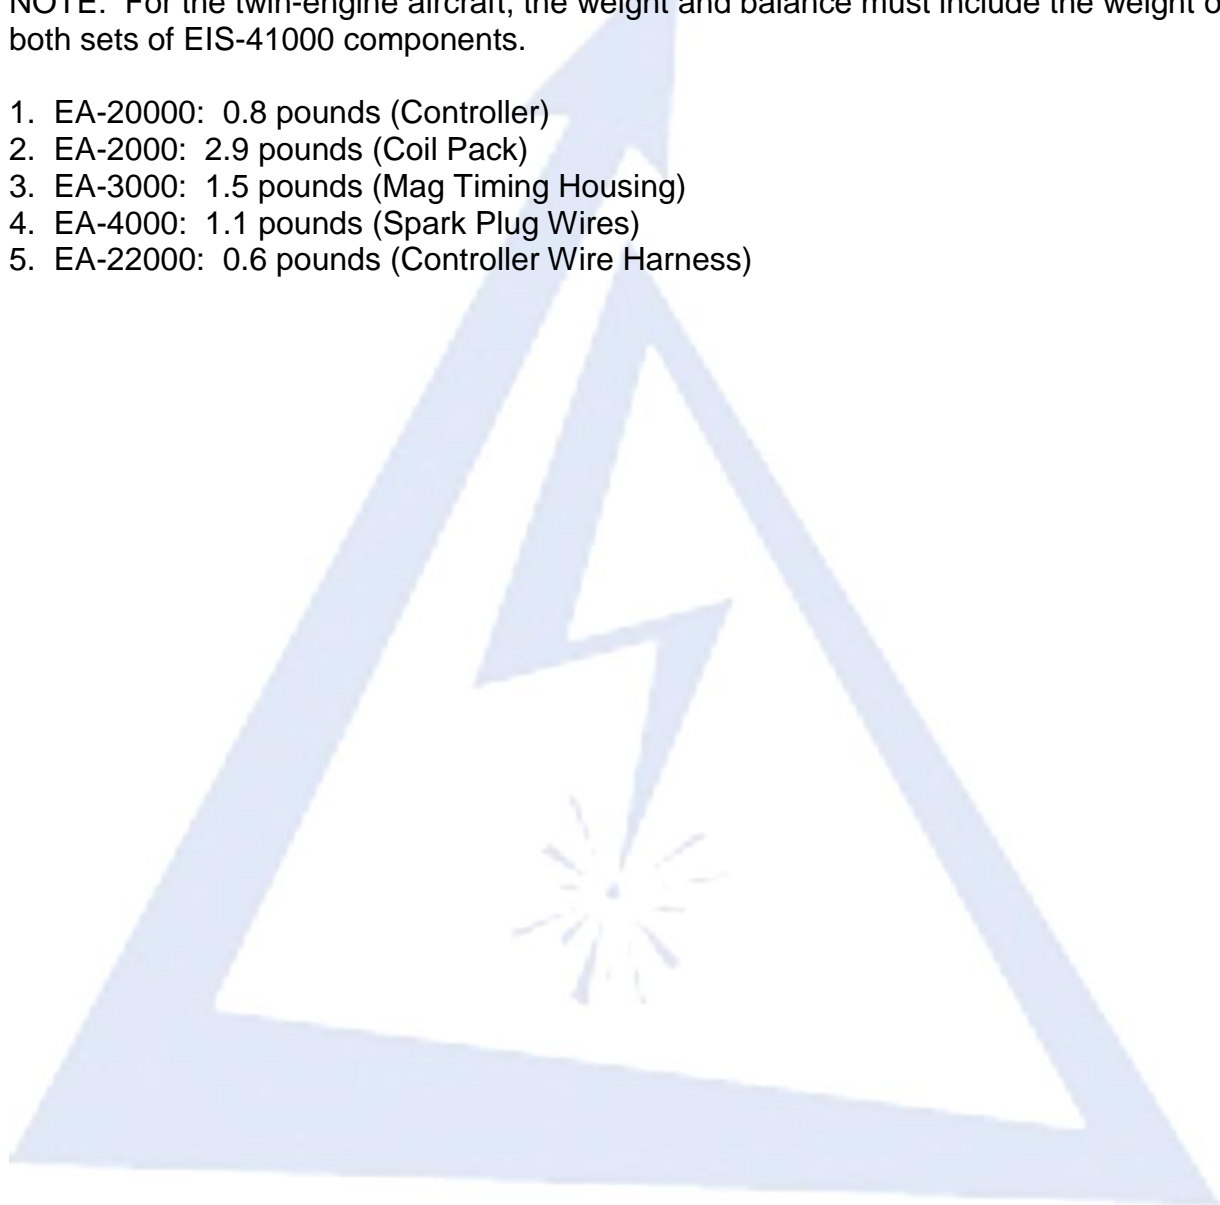 NOTE: For the twin-engine aircraft, the weight and balance must include the weight o
both sets of EIS-41000 components.
1. EA-20000: 0.8 pounds (Controller)
2. EA-2000: 2.9 pounds (Coil Pack)
3. EA-3000: 1.5 pounds (Mag Timing Housing)
4. EA-4000: 1.1 pounds (Spark Plug Wires)
5. EA-22000: 0.6 pounds (Controller Wire Harness)